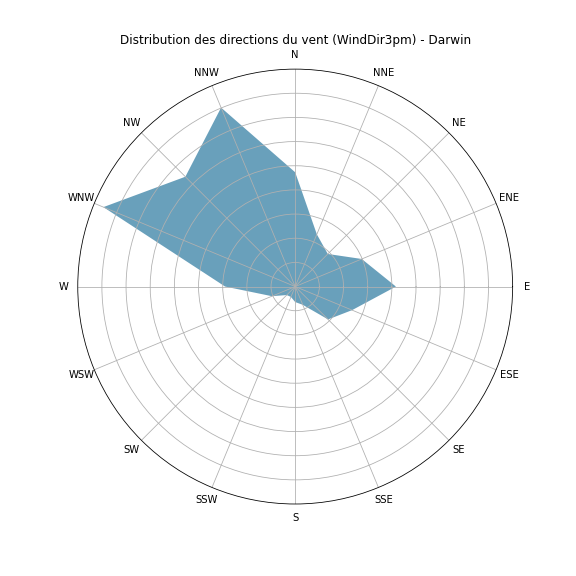 Distribution des directions du vent (WindDir3pm) - Darwin
N
NNW
NNE
NW
NE
WNW
ENE
W
E
WSW
ESE
SW
SE
SSW
SSE
S